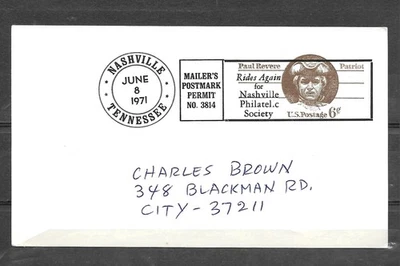 NASHVILLE
JUNE
8
1971
TENNESSEE
MAILER'S
POSTMARK
PERMIT
NO. 3814
Paul Revere Patriot
Rides Again
for
Nashville
Philatel.c
Society
U.S. Postage 6¢
CHARLES BROWN
348 BLACKMAN RD.
CITY - 37211